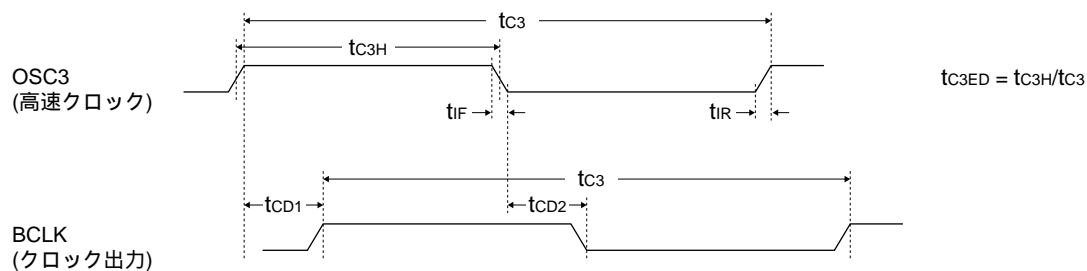 tC3
tC3H
OSC3
(高速クロック)
tC3ED = tC3H/tC3
tIF
tIR
tC3
tCD1
tCD2
BCLK
(クロック出力)